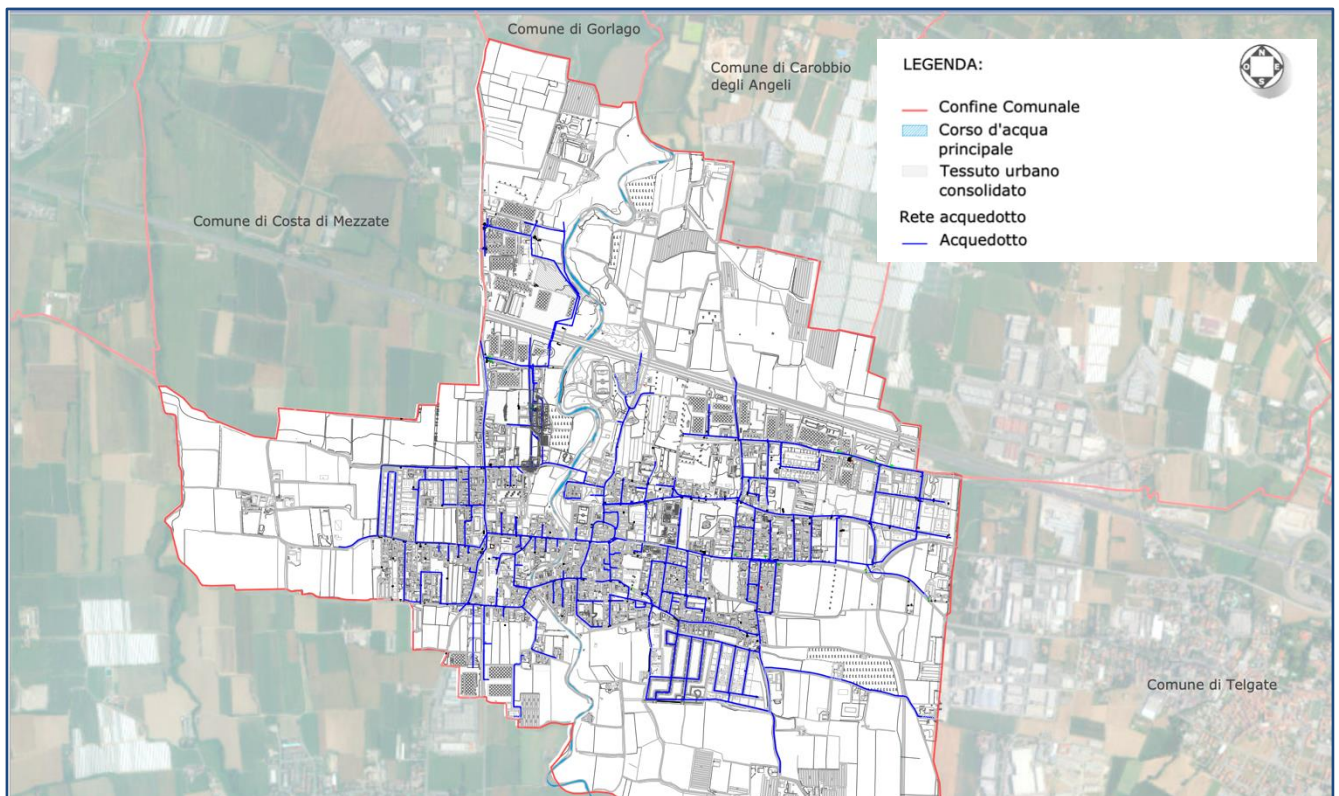 Comune di Gorlago
Comune di Carobbio
degli Angeli
Comune di Costa di Mezzate
Comune di Telgate
LEGENDA:
N
O
E
S
Confine Comunale
Corso d'acqua
principale
Tessuto urbano
consolidato
Rete acquedotto
Acquedotto